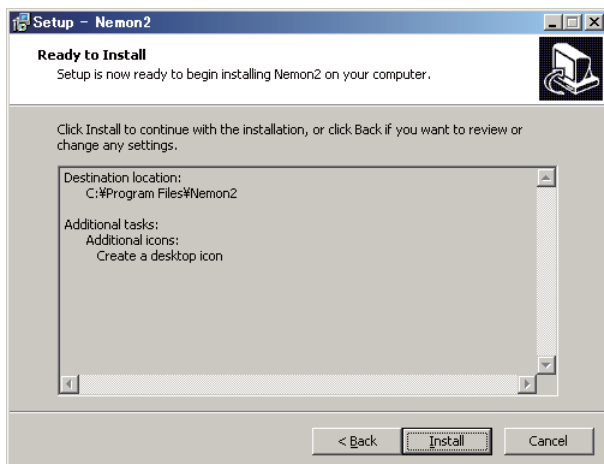 Setup - Nemon2
Ready to Install
Setup is now ready to begin installing Nemon2 on your computer.
Click Install to continue with the installation, or click Back if you want to review or
change any settings.
Destination location:
C:¥Program Files¥Nemon2
Additional tasks:
Additional icons:
Create a desktop icon
< Back
Install
Cancel